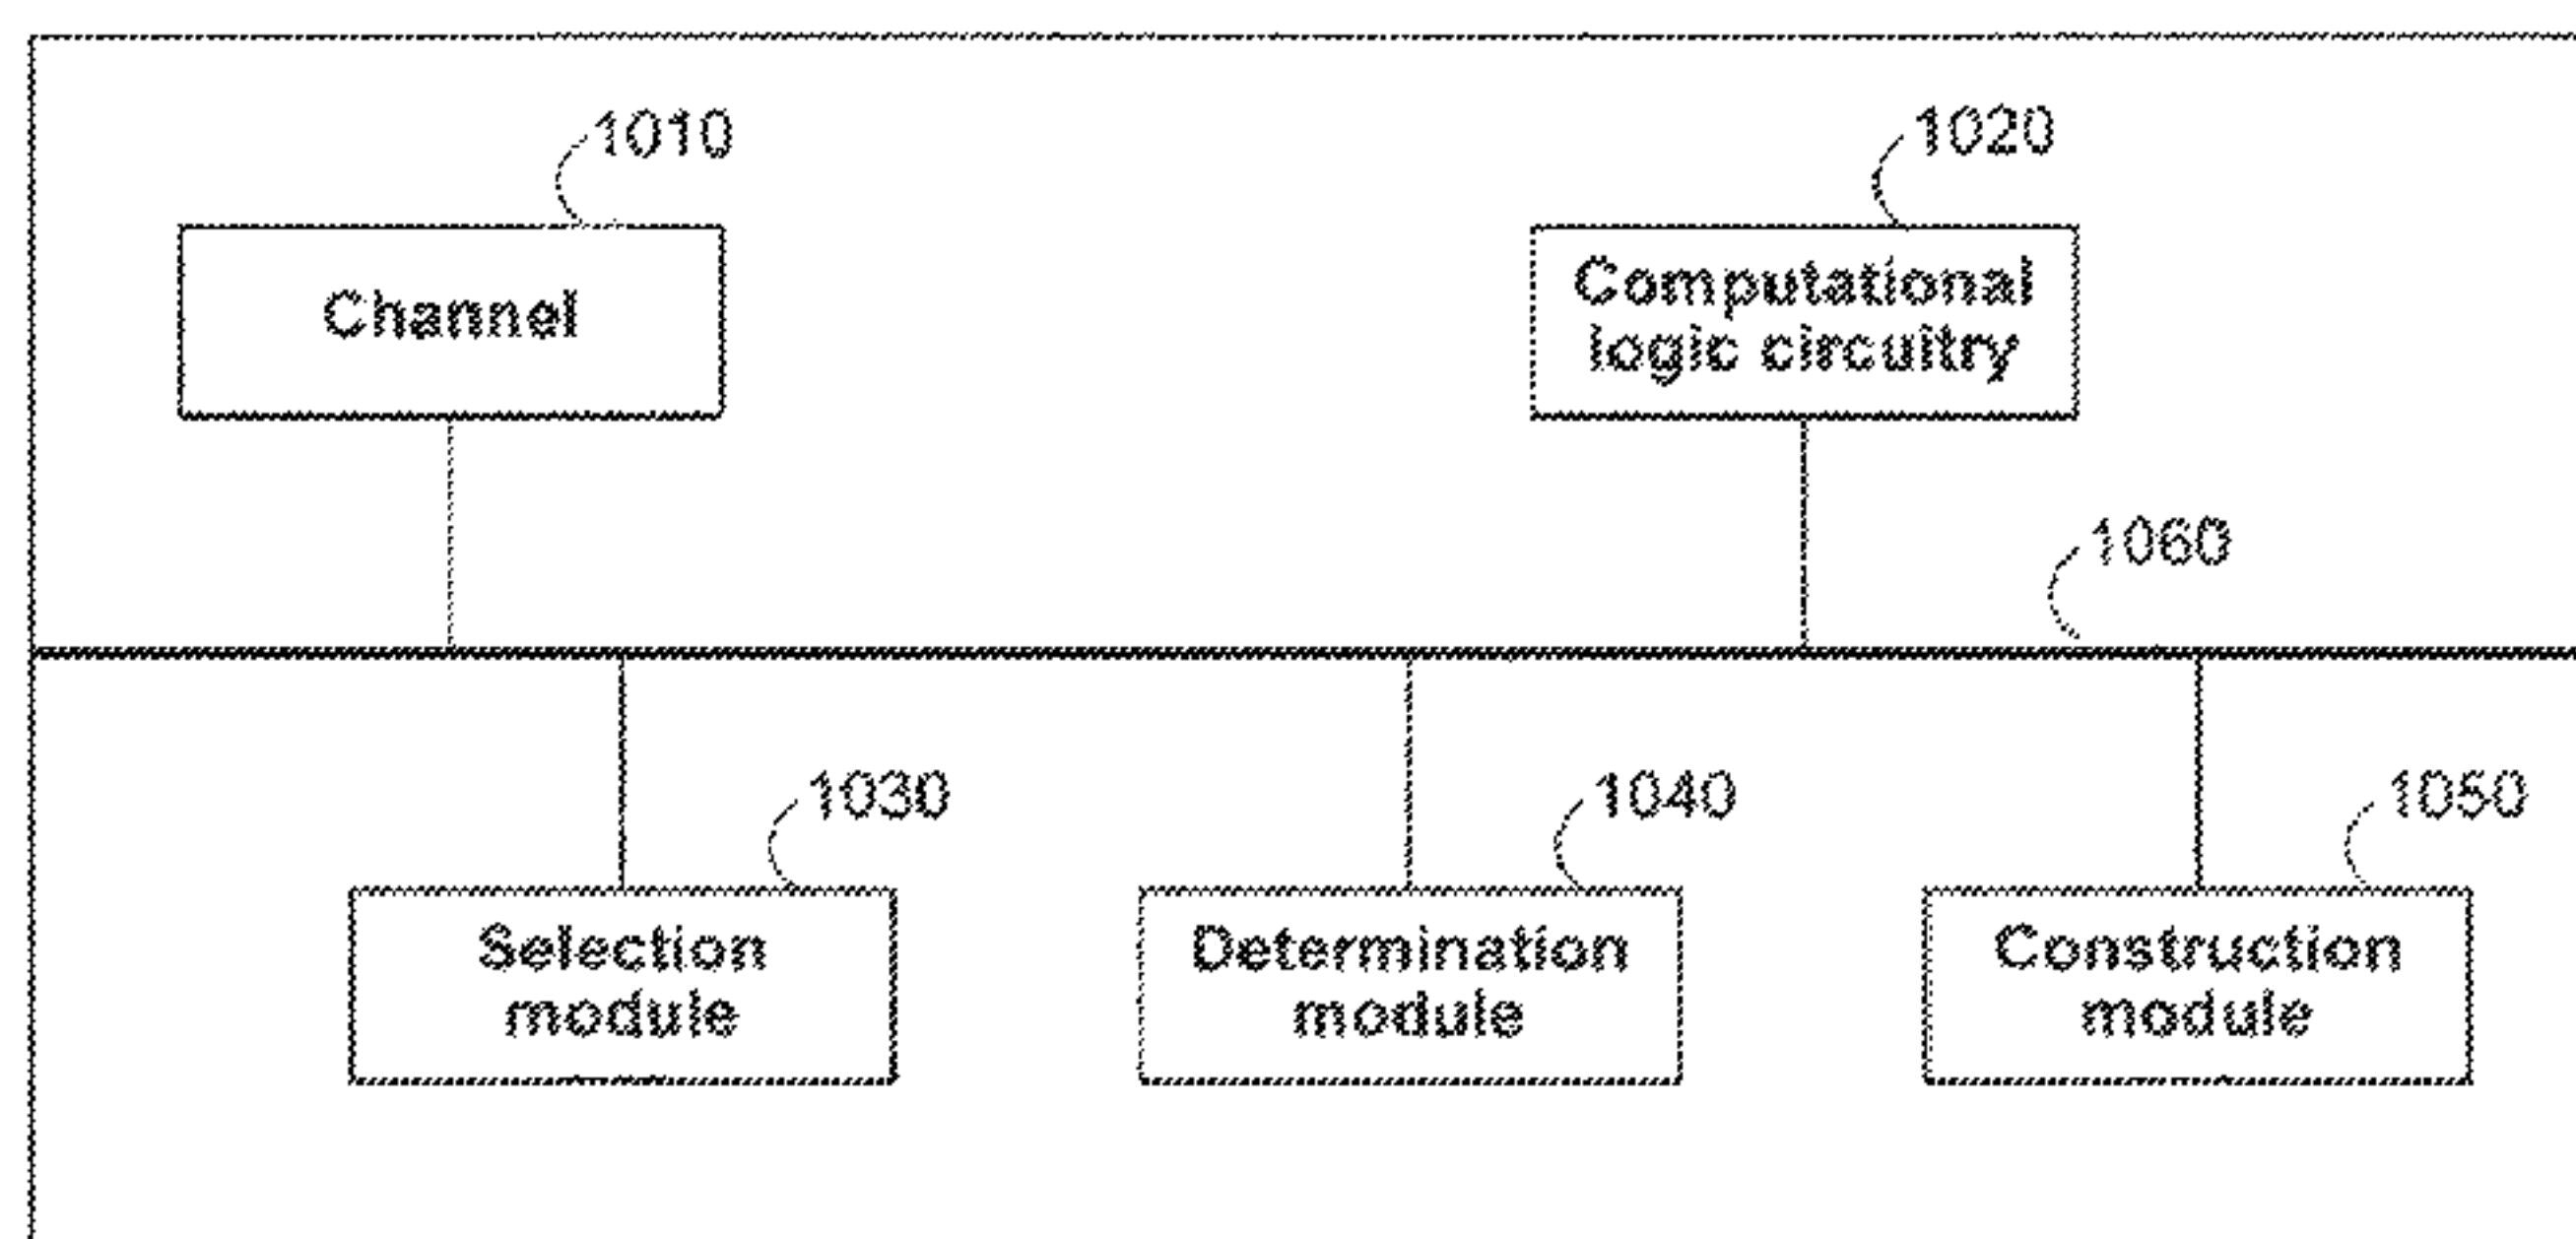 1010
1020
Channel
Computational
logic circuitry
1060
1030
1040
1050
Selection
module
Determination
module
Construction
module